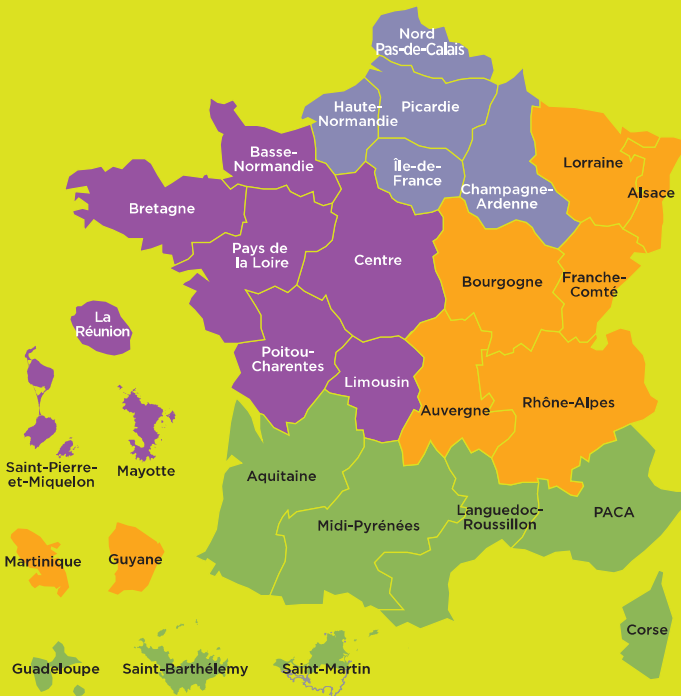 Nord
Pas-de-Calais
Haute-
Normandie
Picardie
Basse-
Normandie
Île-de-
France
Champagne-
Ardenne
Lorraine
Alsace
Bretagne
Pays de
la Loire
Centre
Bourgogne
Franche-
Comté
La
Réunion
Poitou-
Charentes
Limousin
Auvergne
Rhône-Alpes
Saint-Pierre-
et-Miquelon
Mayotte
Aquitaine
Midi-Pyrénées
Languedoc-
Roussillon
PACA
Martinique
Guyane
Corse
Guadeloupe
Saint-Barthélemy
Saint-Martin